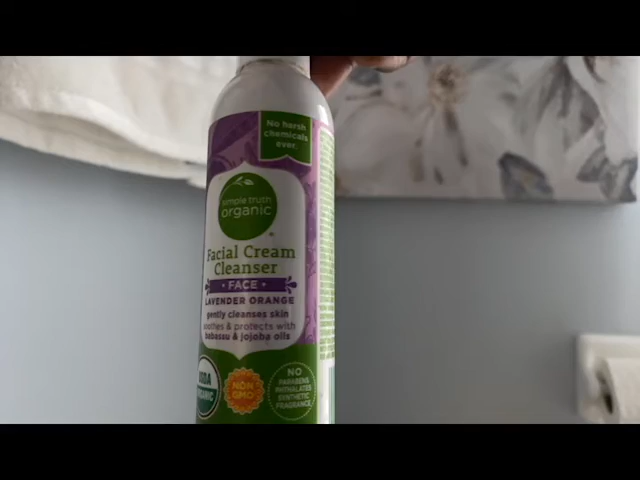 No harsh
chemicals
ever.
simple truth
organic
Facial Cream
Cleanser
• FACE •
LAVENDER ORANGE
gently cleanses skin
soothes & protects with
babassu & jojoba oils
USDA
ORGANIC
NON
GMO
NO
PARABENS
PHTHALATES
SYNTHETIC
FRAGRANCE